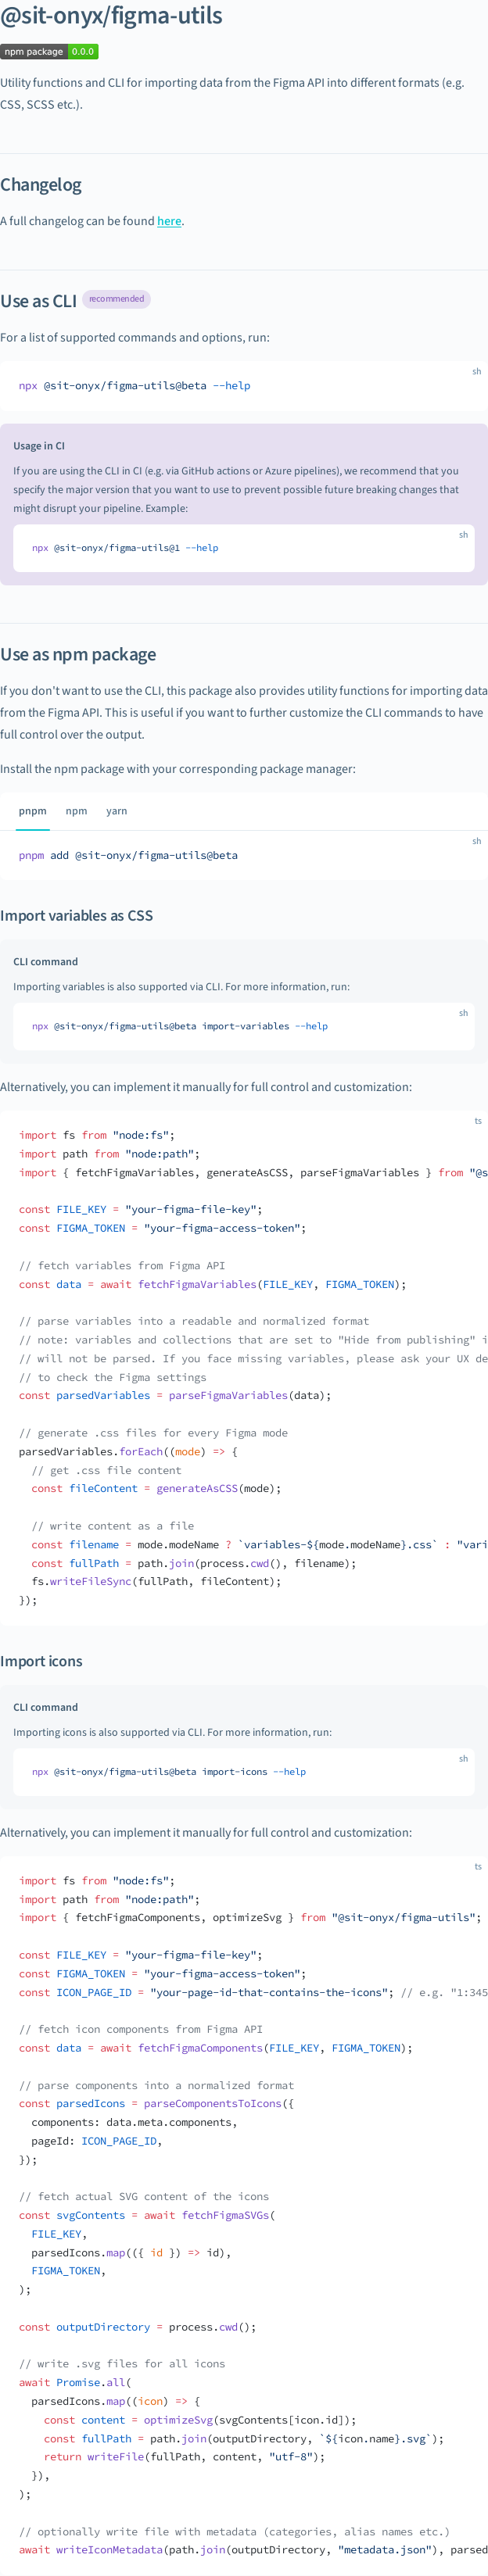 @sit-onyx/figma-utils
npm package 0.0.0
Utility functions and CLI for importing data from the Figma API into different formats (e.g.
CSS, SCSS etc.).
Changelog
A full changelog can be found here.
Use as CLI recommended
For a list of supported commands and options, run:
sh
npx @sit-onyx/figma-utils@beta --help
Usage in CI
If you are using the CLI in CI (e.g. via GitHub actions or Azure pipelines), we recommend that you
specify the major version that you want to use to prevent possible future breaking changes that
might disrupt your pipeline. Example:
sh
npx @sit-onyx/figma-utils@1 --help
Use as npm package
If you don't want to use the CLI, this package also provides utility functions for importing data
from the Figma API. This is useful if you want to further customize the CLI commands to have
full control over the output.
Install the npm package with your corresponding package manager:
pnpm npm yarn
sh
pnpm add @sit-onyx/figma-utils@beta
Import variables as CSS
CLI command
Importing variables is also supported via CLI. For more information, run:
sh
npx @sit-onyx/figma-utils@beta import-variables --help
Alternatively, you can implement it manually for full control and customization:
ts
import fs from "node:fs";
import path from "node:path";
import { fetchFigmaVariables, generateAsCSS, parseFigmaVariables } from "@s
const FILE_KEY = "your-figma-file-key";
const FIGMA_TOKEN = "your-figma-access-token";
// fetch variables from Figma API
const data = await fetchFigmaVariables(FILE_KEY, FIGMA_TOKEN);
// parse variables into a readable and normalized format
// note: variables and collections that are set to "Hide from publishing" i
// will not be parsed. If you face missing variables, please ask your UX de
// to check the Figma settings
const parsedVariables = parseFigmaVariables(data);
// generate .css files for every Figma mode
parsedVariables.forEach((mode) => {
// get .css file content
const fileContent = generateAsCSS(mode);
// write content as a file
const filename = mode.modeName ? `variables-${mode.modeName}.css` : "vari
const fullPath = path.join(process.cwd(), filename);
fs.writeFileSync(fullPath, fileContent);
});
Import icons
CLI command
Importing icons is also supported via CLI. For more information, run:
sh
npx @sit-onyx/figma-utils@beta import-icons --help
Alternatively, you can implement it manually for full control and customization:
ts
import fs from "node:fs";
import path from "node:path";
import { fetchFigmaComponents, optimizeSvg } from "@sit-onyx/figma-utils";
const FILE_KEY = "your-figma-file-key";
const FIGMA_TOKEN = "your-figma-access-token";
const ICON_PAGE_ID = "your-page-id-that-contains-the-icons"; // e.g. "1:345
// fetch icon components from Figma API
const data = await fetchFigmaComponents(FILE_KEY, FIGMA_TOKEN);
// parse components into a normalized format
const parsedIcons = parseComponentsToIcons({
components: data.meta.components,
pageId: ICON_PAGE_ID,
});
// fetch actual SVG content of the icons
const svgContents = await fetchFigmaSVGs(
FILE_KEY,
parsedIcons.map(({ id }) => id),
FIGMA_TOKEN,
);
const outputDirectory = process.cwd();
// write .svg files for all icons
await Promise.all(
parsedIcons.map((icon) => {
const content = optimizeSvg(svgContents[icon.id]);
const fullPath = path.join(outputDirectory, `${icon.name}.svg`);
return writeFile(fullPath, content, "utf-8");
}),
);
// optionally write file with metadata (categories, alias names etc.)
await writeIconMetadata(path.join(outputDirectory, "metadata.json"), parsed